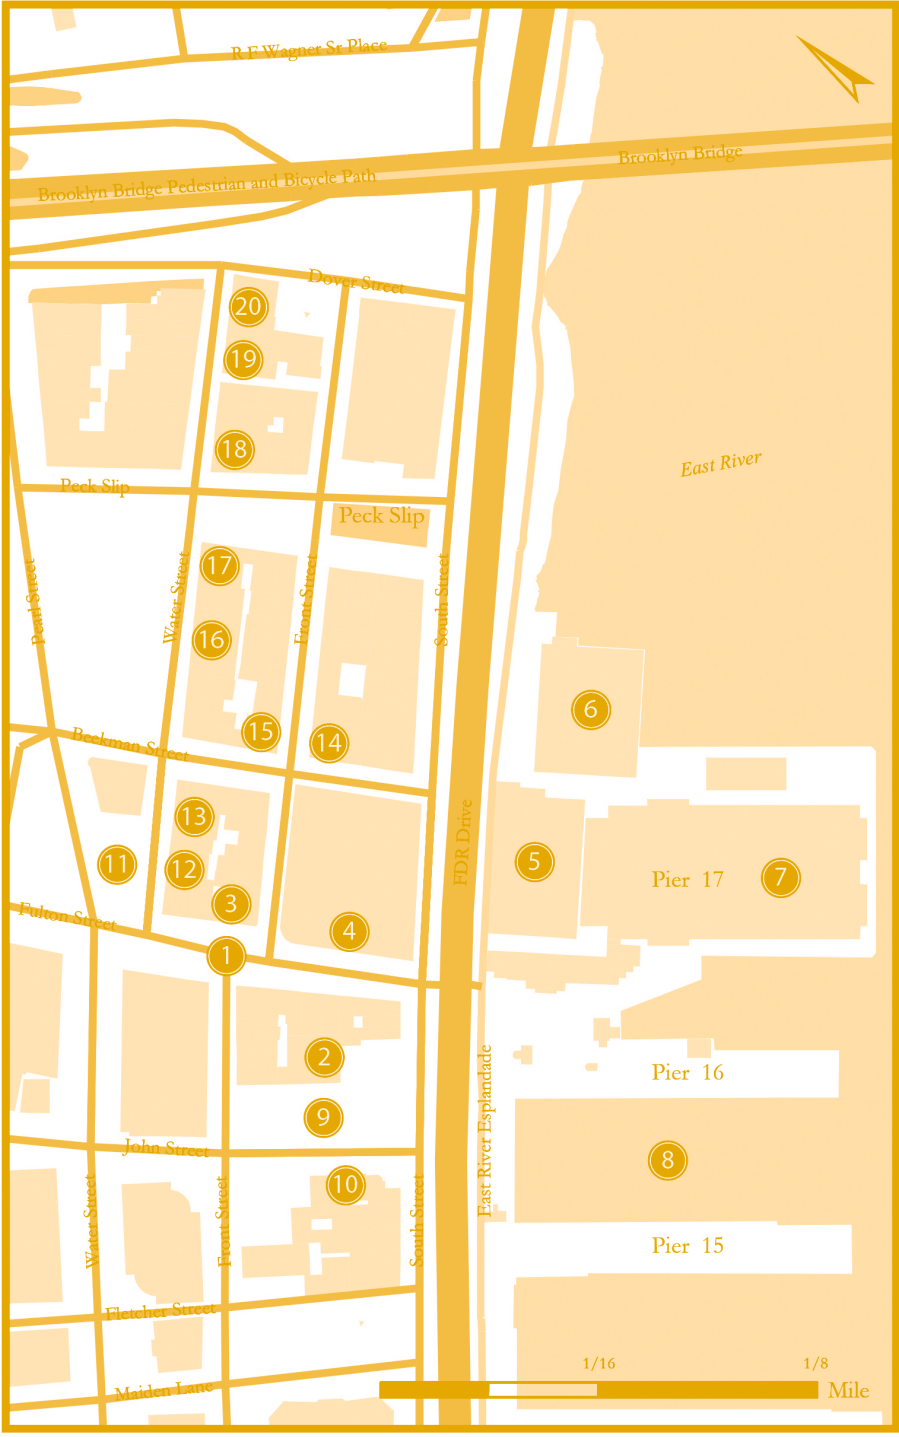 R F Wagner Sr Place
Brooklyn Bridge
Brooklyn Bridge Pedestrian and Bicycle Path
Dover Street
20
19
18
East River
Peck Slip
Peck Slip
17
Pearl Street
Water Street
Front Street
South Street
16
6
15
14
Beekman Street
13
FDR Drive
11
12
5
Pier 17
7
3
Fulton Street
4
1
2
Pier 16
9
East River Esplandade
John Street
8
10
Water Street
Front Street
South Street
Pier 15
Fletcher Street
1/16
1/8
Maiden Lane
Mile